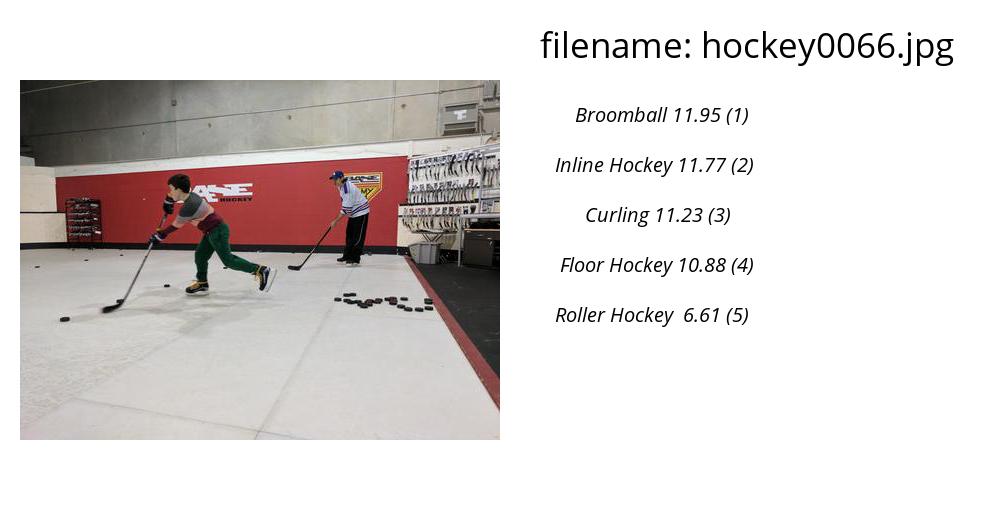 filename: hockey0066.jpg
Broomball 11.95 (1)
Inline Hockey 11.77 (2)
Curling 11.23 (3)
Floor Hockey 10.88 (4)
Roller Hockey 6.61 (5)
HOCKEY